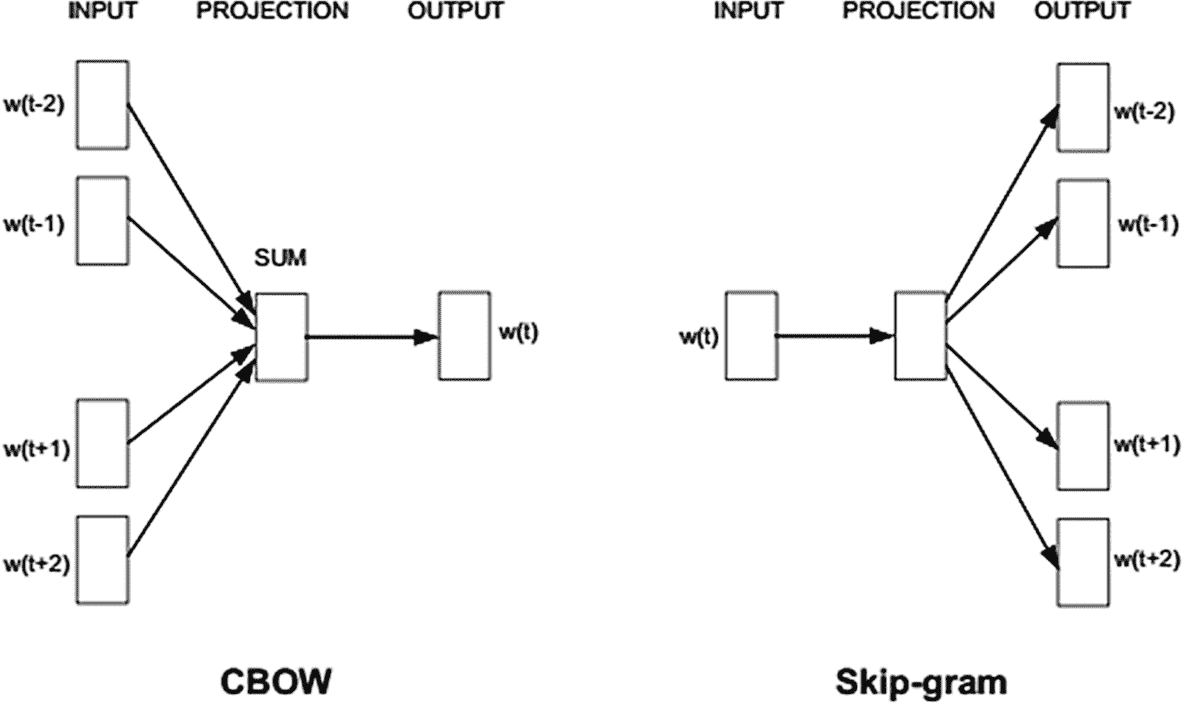 INPUT PROJECTION OUTPUT
w(t-2)
w(t-1)
SUM
w(t)
w(t+1)
w(t+2)
CBOW
INPUT PROJECTION OUTPUT
w(t-2)
w(t-1)
w(t)
w(t+1)
w(t+2)
Skip-gram